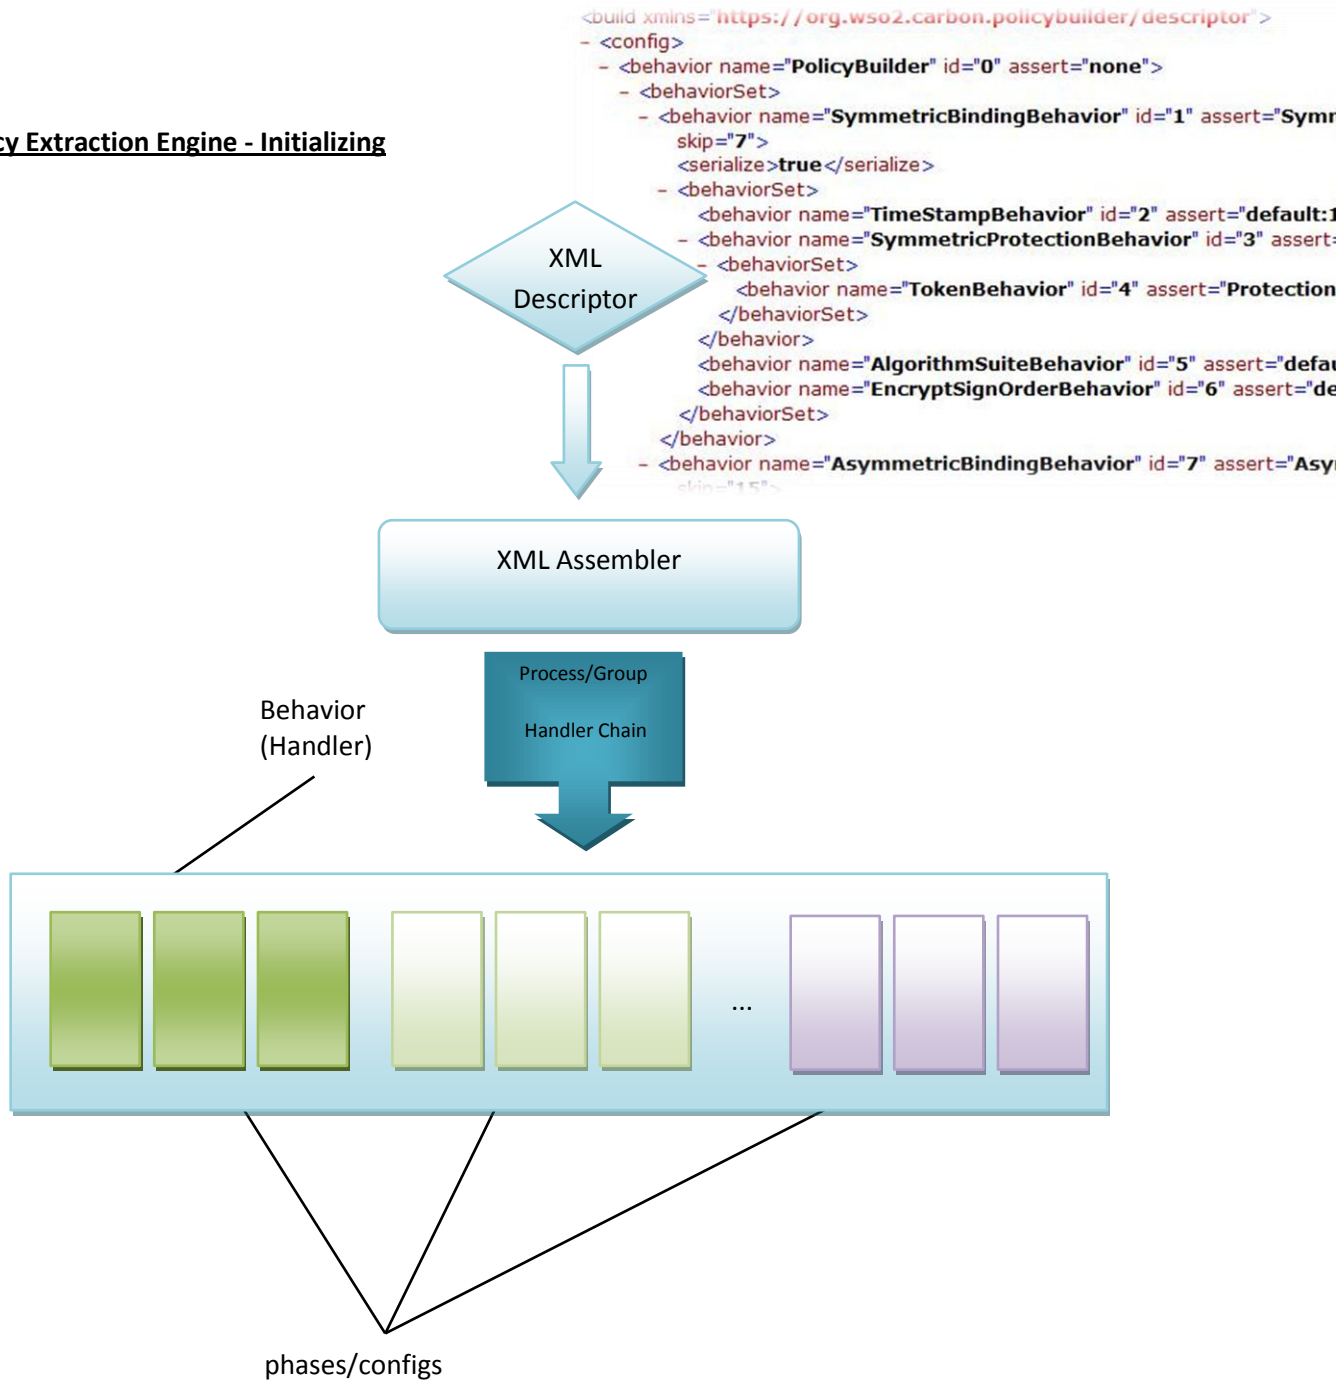 <build xmlns="https://org.wso2.carbon.policybuilder/descriptor">
- <config>
- <behavior name="PolicyBuilder" id="0" assert="none">
- <behaviorSet>
- <behavior name="SymmetricBindingBehavior" id="1" assert="Symm
skip="7">
<serialize>true</serialize>
- <behaviorSet>
<behavior name="TimeStampBehavior" id="2" assert="default:1
- <behavior name="SymmetricProtectionBehavior" id="3" assert=
- <behaviorSet>
<behavior name="TokenBehavior" id="4" assert="Protection
</behaviorSet>
</behavior>
<behavior name="AlgorithmSuiteBehavior" id="5" assert="defau
<behavior name="EncryptSignOrderBehavior" id="6" assert="de
</behaviorSet>
</behavior>
- <behavior name="AsymmetricBindingBehavior" id="7" assert="Asy
skip="15">
cy Extraction Engine - Initializing
XML
Descriptor
XML Assembler
Process/Group
Handler Chain
Behavior
(Handler)
...
phases/configs